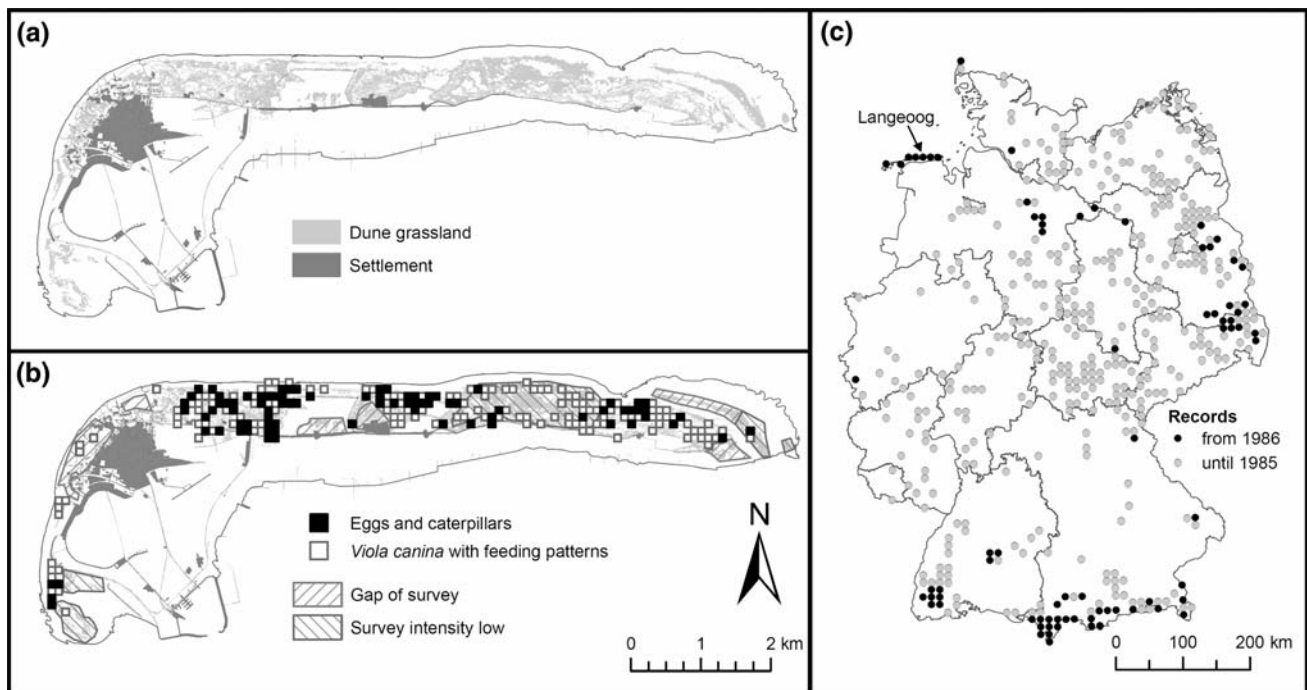 (a)
Dune grassland
Settlement
(b)
Eggs and caterpillars
Viola canina with feeding patterns
Gap of survey
Survey intensity low
N
0 1 2 km
(c)
Langeoog
Records
from 1986
until 1985
0 100 200 km